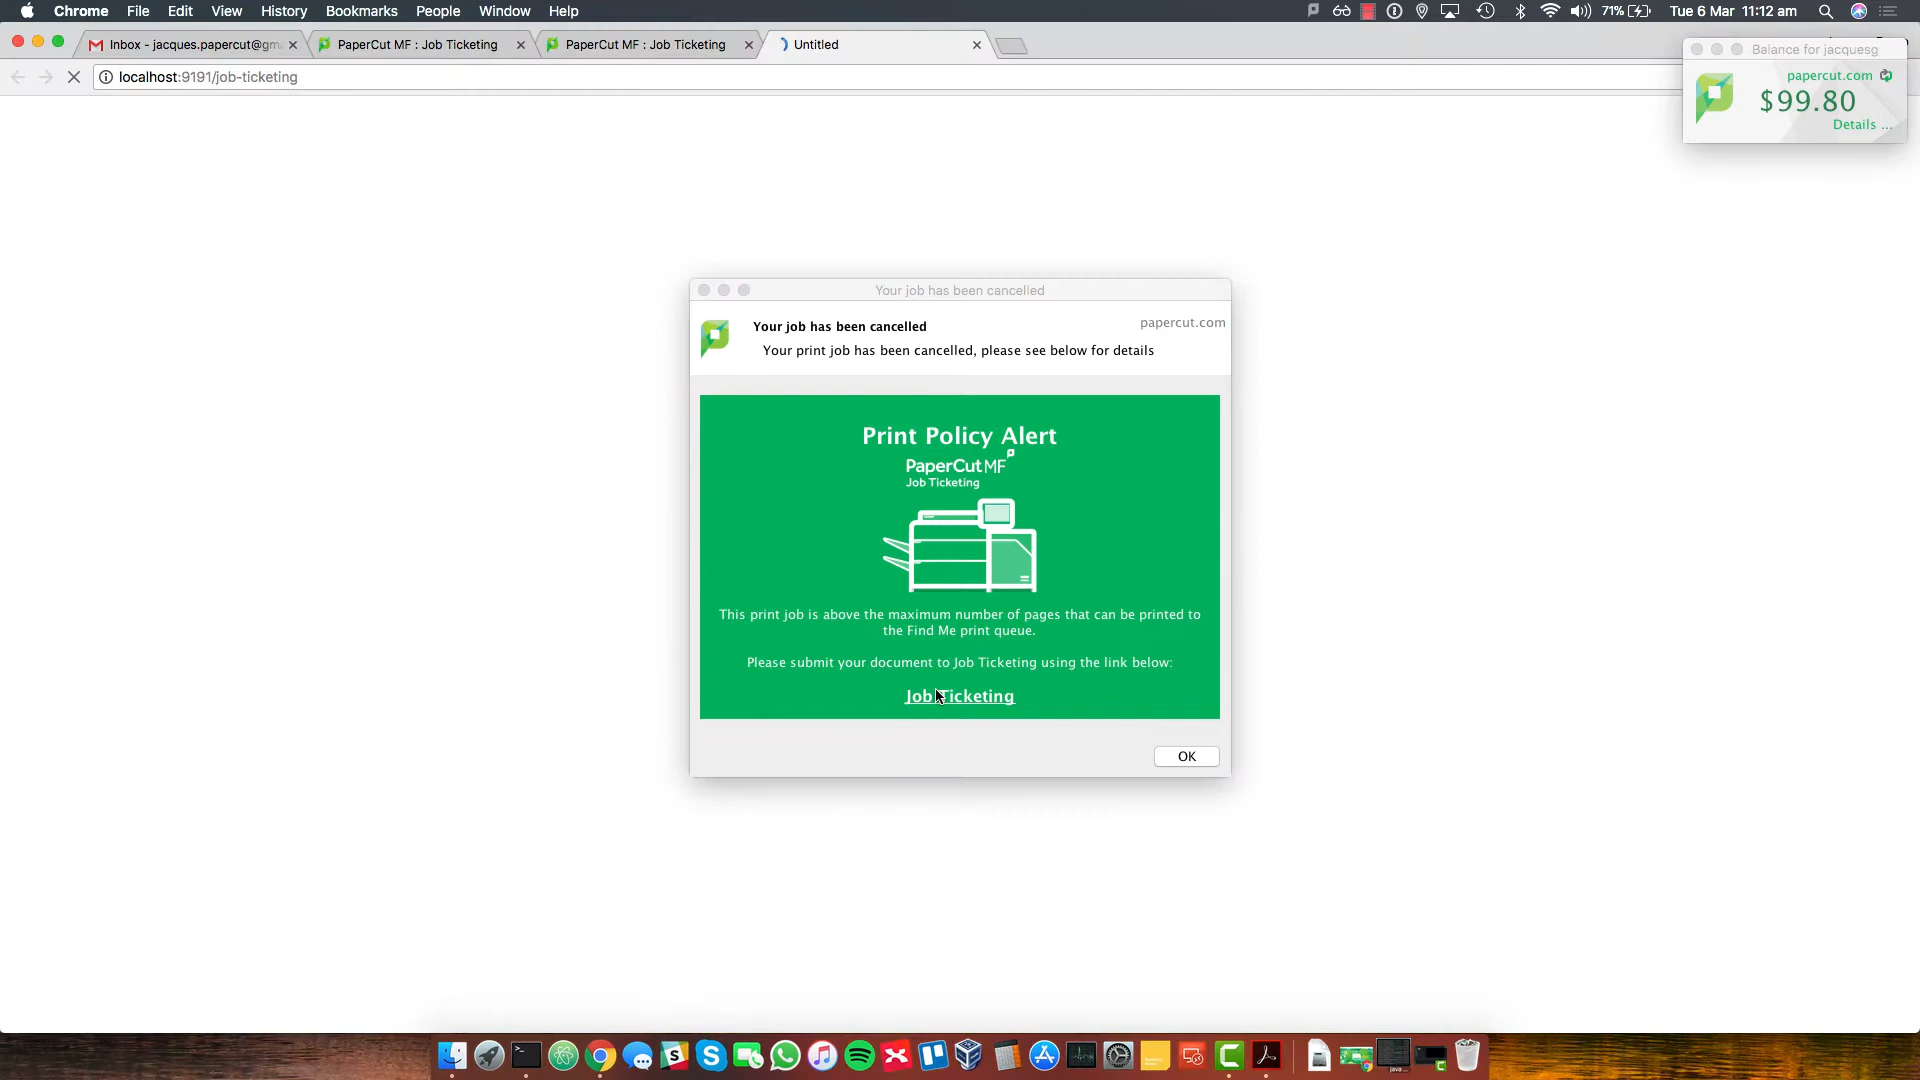 Chrome File Edit View History Bookmarks People Window Help 71% Tue 6 Mar 11:12 am
Inbox - jacques.papercut@gm
PaperCut MF : Job Ticketing
PaperCut MF : Job Ticketing
Untitled
localhost:9191/job-ticketing
Balance for jacquesg
papercut.com
$99.80
Details ...
Your job has been cancelled
Your job has been cancelled
papercut.com
Your print job has been cancelled, please see below for details
Print Policy Alert
PaperCut MF
Job Ticketing
This print job is above the maximum number of pages that can be printed to
the Find Me print queue.
Please submit your document to Job Ticketing using the link below:
Job Ticketing
OK